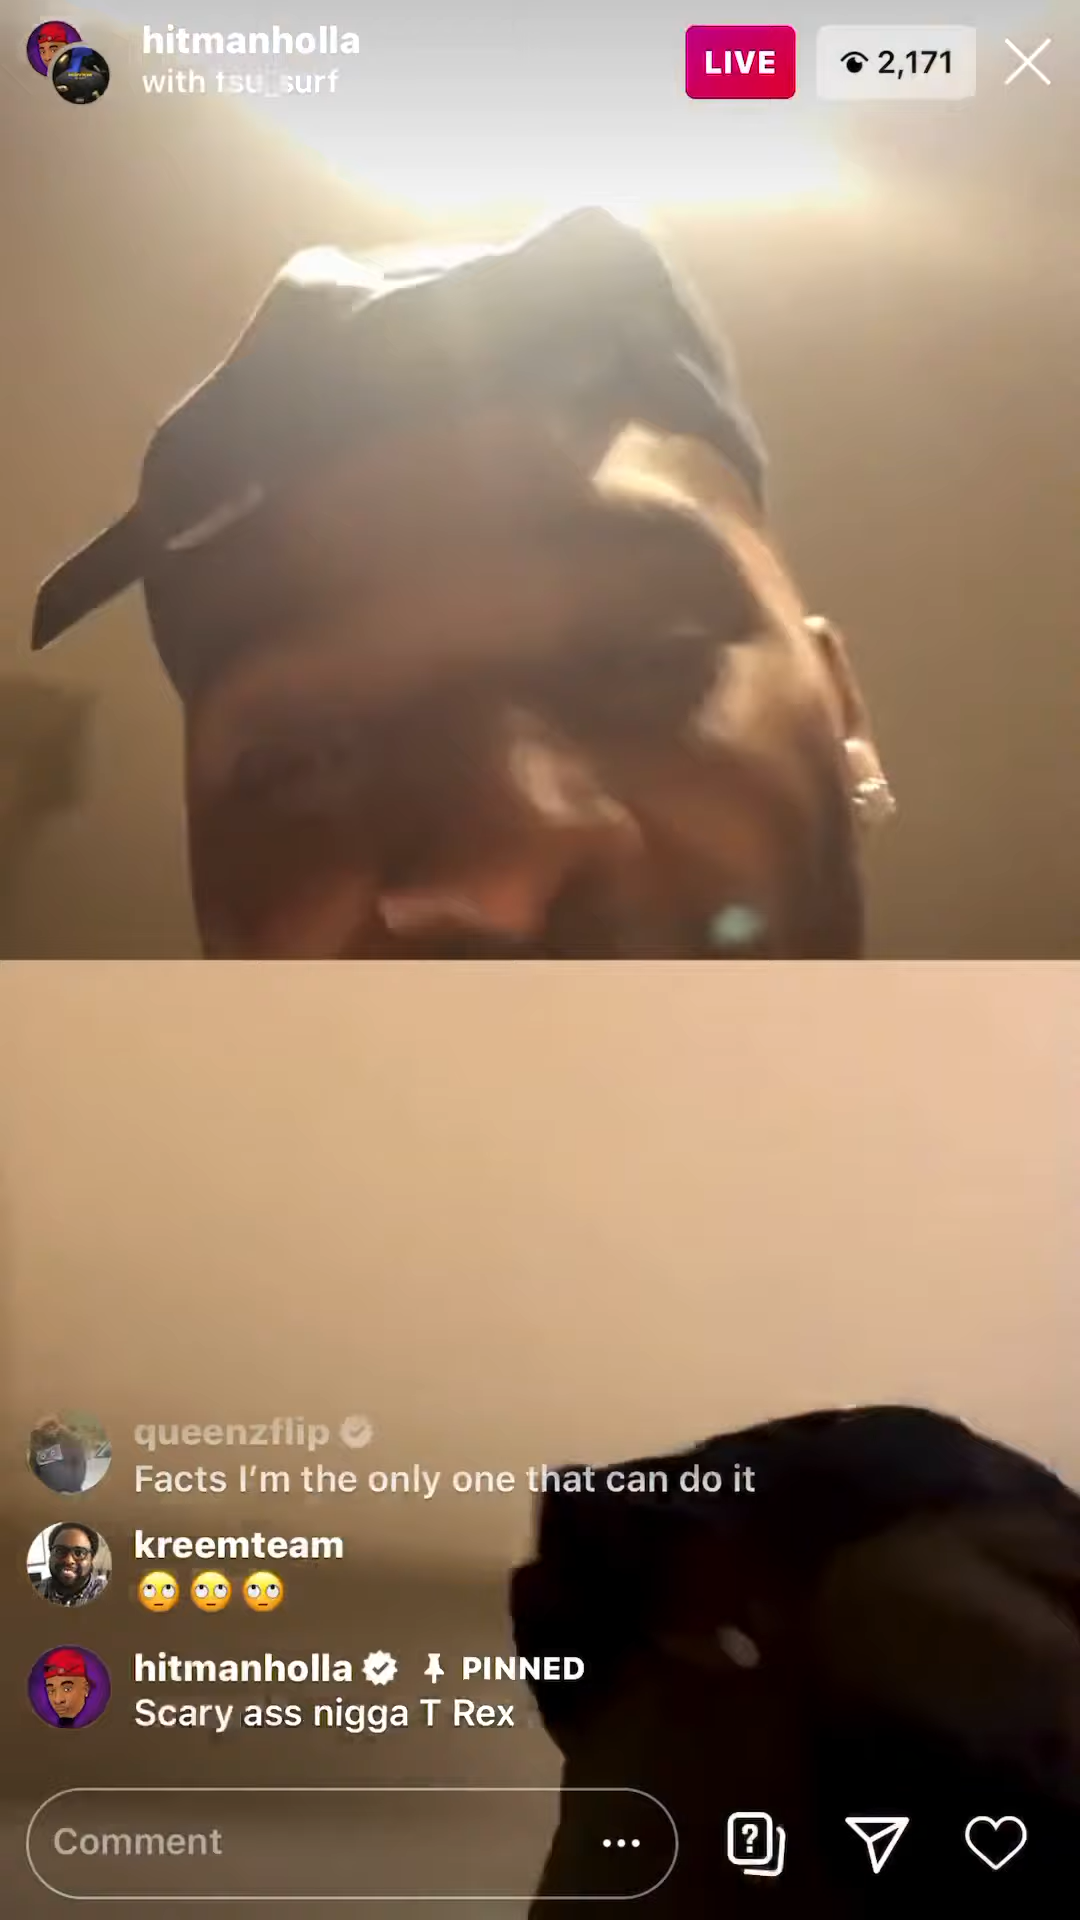 hitmanholla
with tsu_surf
LIVE
2,171
queenzflip
Facts I'm the only one that can do it
kreemteam
hitmanholla PINNED
Scary ass nigga T Rex
Comment